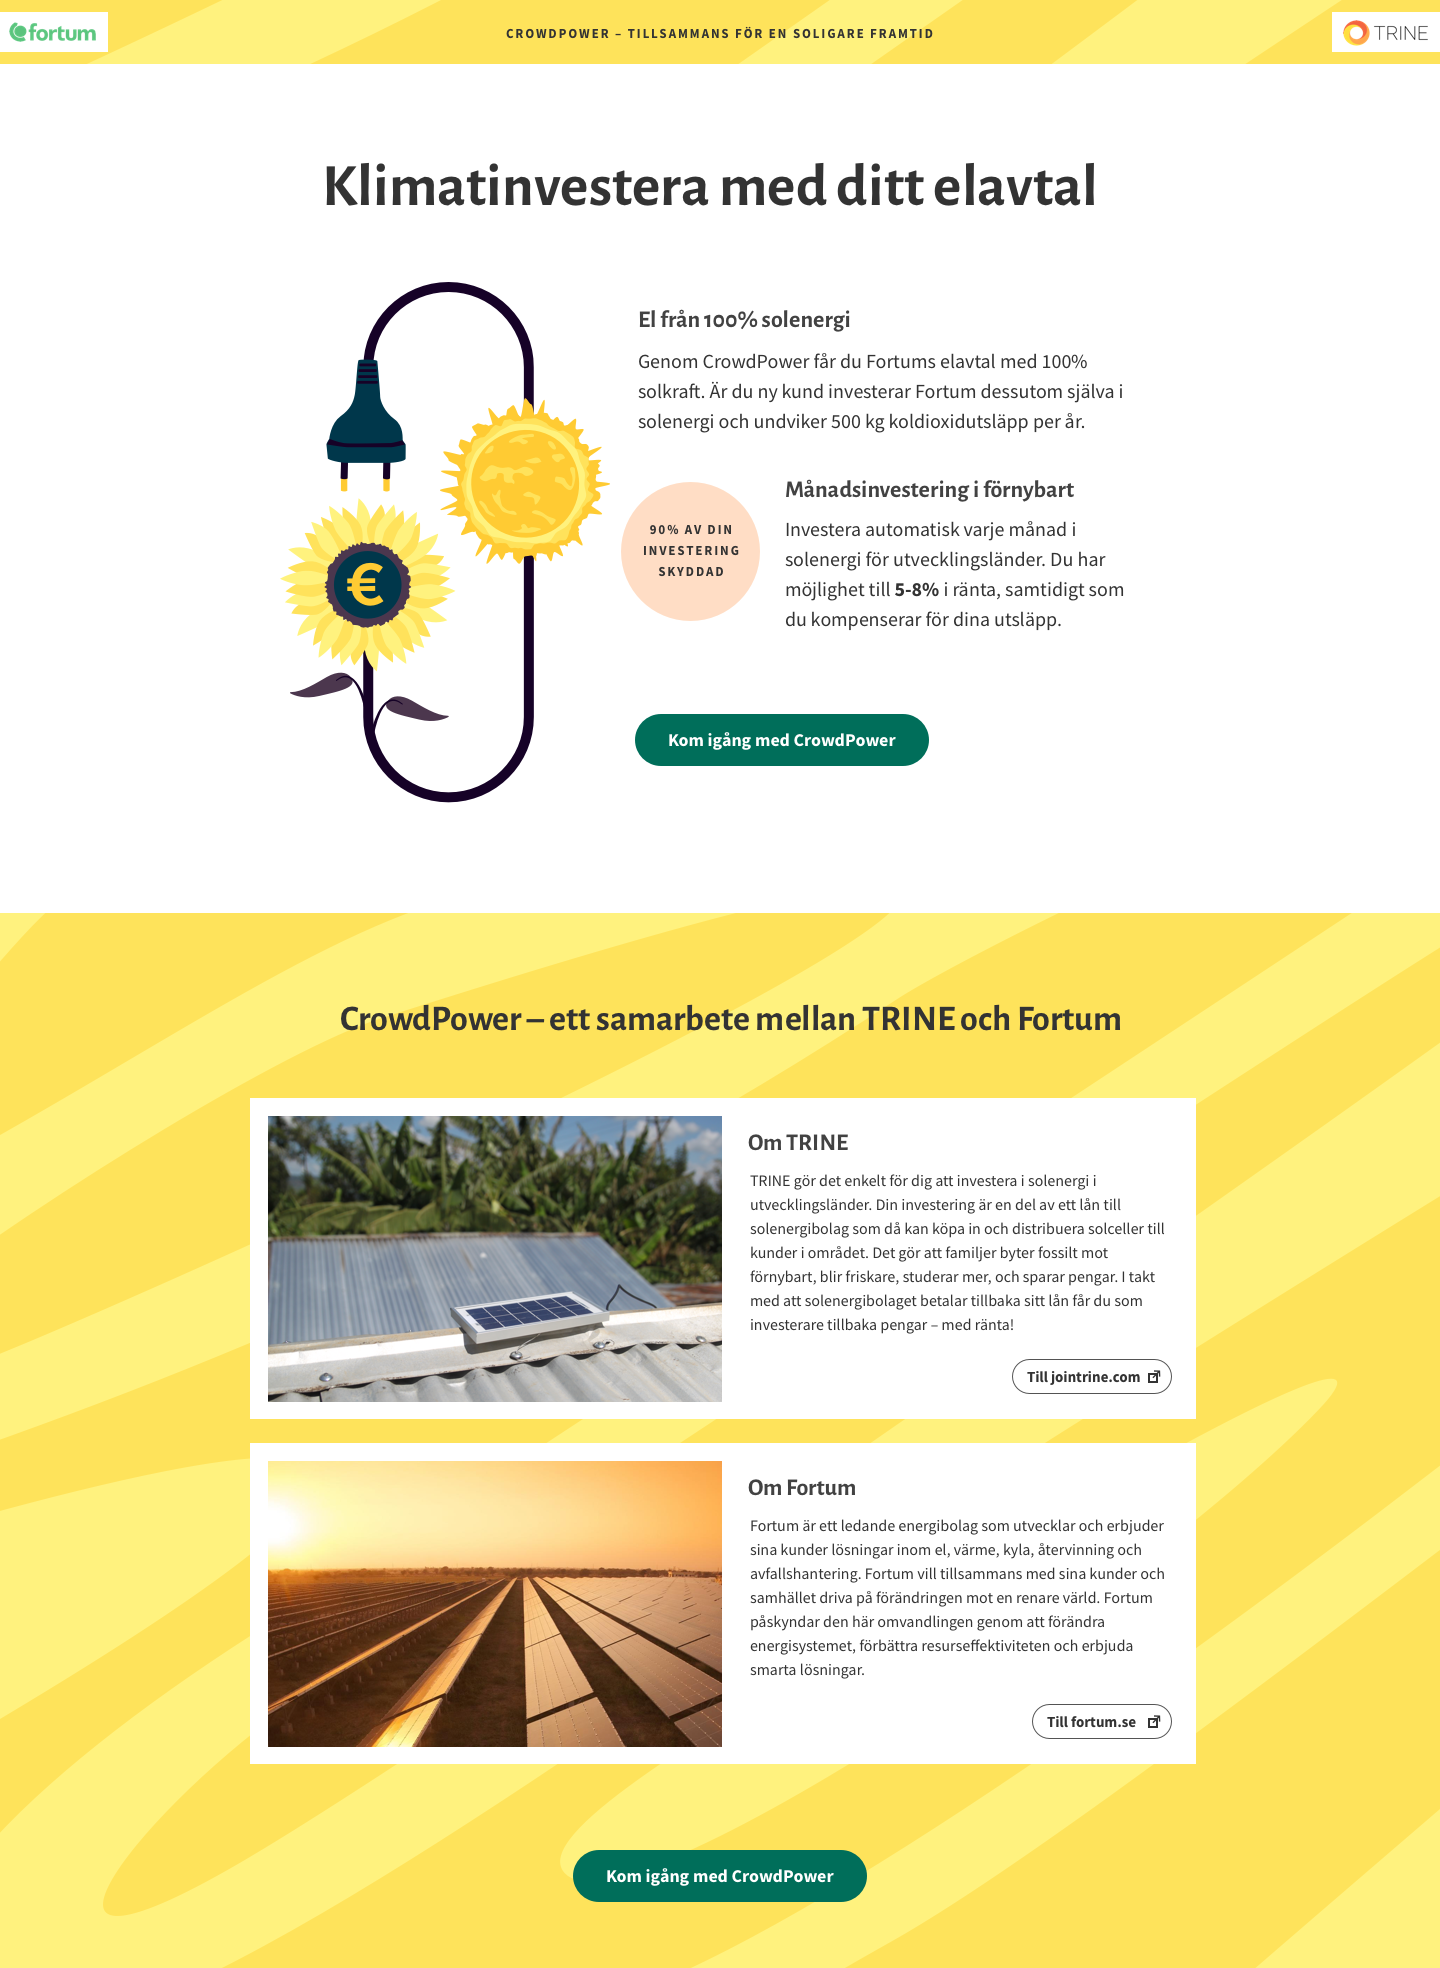 fortum
CROWDPOWER – TILLSAMMANS FÖR EN SOLIGARE FRAMTID
TRINE
Klimatinvestera med ditt elavtal
El från 100% solenergi
Genom CrowdPower får du Fortums elavtal med 100%
solkraft. Är du ny kund investerar Fortum dessutom själva i
solenergi och undviker 500 kg koldioxidutsläpp per år.
90% AV DIN
INVESTERING
SKYDDAD
Månadsinvestering i förnybart
Investera automatisk varje månad i
solenergi för utvecklingsländer. Du har
möjlighet till 5-8% i ränta, samtidigt som
du kompenserar för dina utsläpp.
€
Kom igång med CrowdPower
CrowdPower – ett samarbete mellan TRINE och Fortum
Om TRINE
TRINE gör det enkelt för dig att investera i solenergi i
utvecklingsländer. Din investering är en del av ett lån till
solenergibolag som då kan köpa in och distribuera solceller till
kunder i området. Det gör att familjer byter fossilt mot
förnybart, blir friskare, studerar mer, och sparar pengar. I takt
med att solenergibolaget betalar tillbaka sitt lån får du som
investerare tillbaka pengar – med ränta!
Till jointrine.com
Om Fortum
Fortum är ett ledande energibolag som utvecklar och erbjuder
sina kunder lösningar inom el, värme, kyla, återvinning och
avfallshantering. Fortum vill tillsammans med sina kunder och
samhället driva på förändringen mot en renare värld. Fortum
påskyndar den här omvandlingen genom att förändra
energisystemet, förbättra resurseffektiviteten och erbjuda
smarta lösningar.
Till fortum.se
Kom igång med CrowdPower